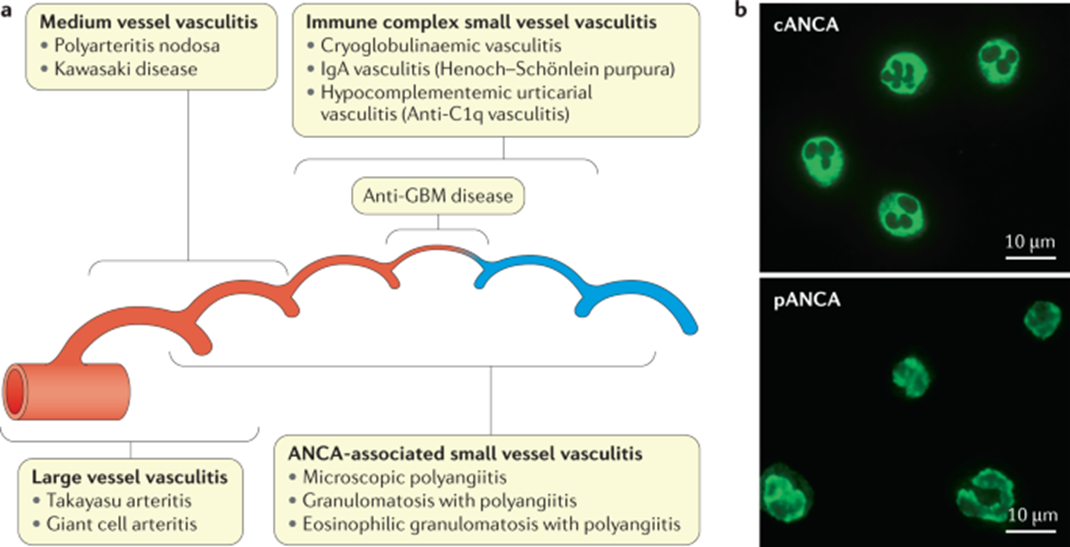 a
Medium vessel vasculitis
• Polyarteritis nodosa
• Kawasaki disease
Immune complex small vessel vasculitis
• Cryoglobulinaemic vasculitis
• IgA vasculitis (Henoch–Schönlein purpura)
• Hypocomplementemic urticarial
vasculitis (Anti-C1q vasculitis)
Anti-GBM disease
Large vessel vasculitis
• Takayasu arteritis
• Giant cell arteritis
ANCA-associated small vessel vasculitis
• Microscopic polyangiitis
• Granulomatosis with polyangiitis
• Eosinophilic granulomatosis with polyangiitis
b
cANCA
10 µm
pANCA
10 µm